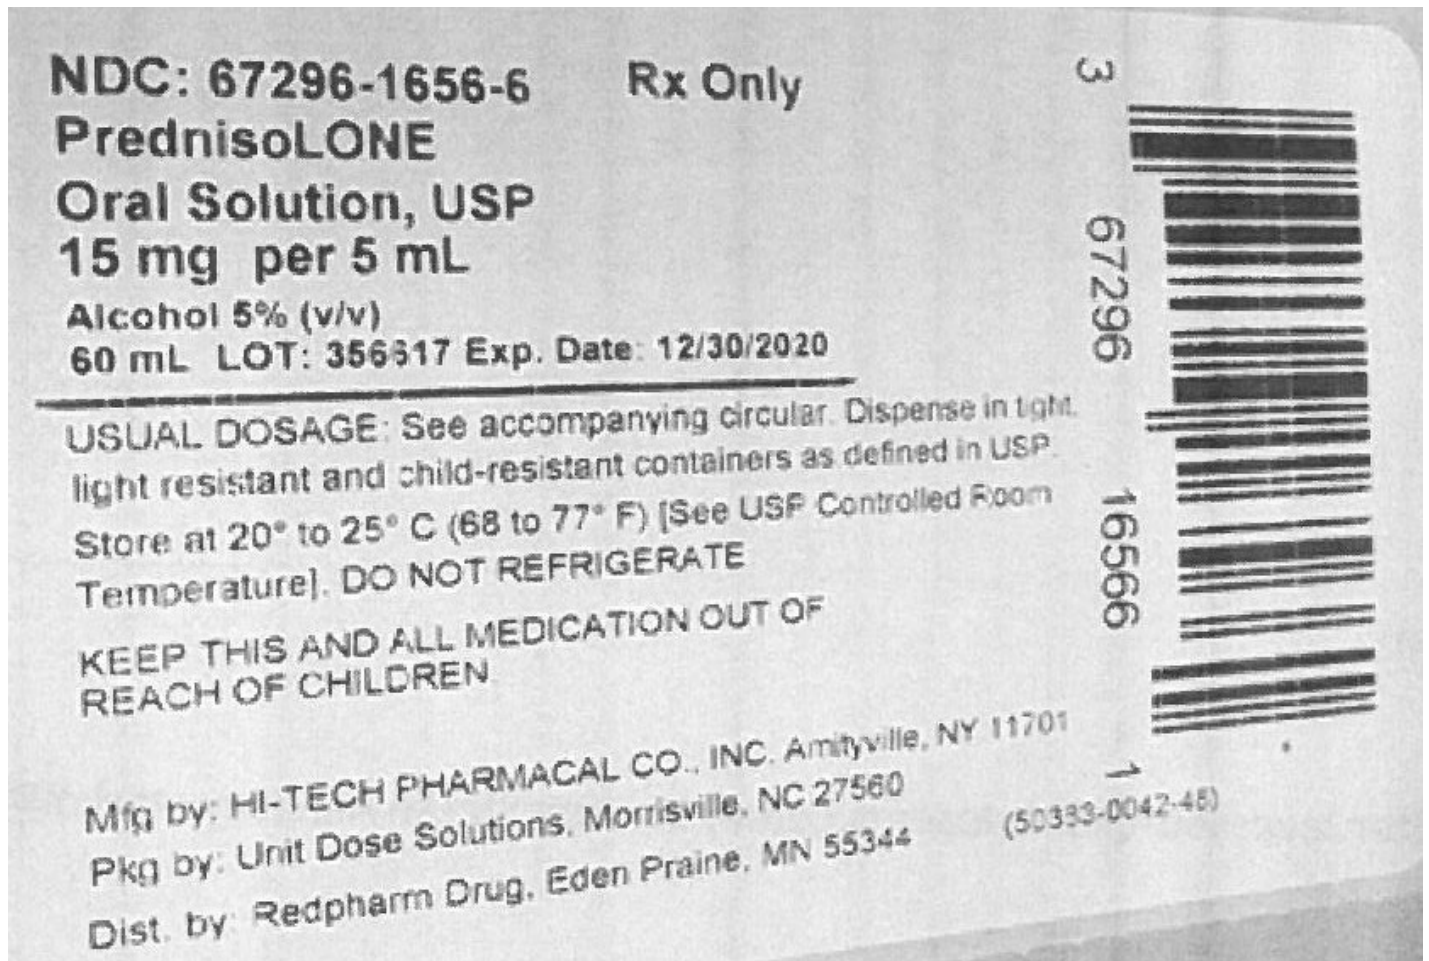 NDC: 67296-1656-6 Rx Only
PrednisoLONE
Oral Solution, USP
15 mg per 5 mL
Alcohol 5% (v/v)
60 mL LOT: 356617 Exp. Date: 12/30/2020
USUAL DOSAGE: See accompanying circular. Dispense in tight,
light resistant and child-resistant containers as defined in USP.
Store at 20° to 25° C (68 to 77° F) [See USP Controlled Room
Temperature]. DO NOT REFRIGERATE
KEEP THIS AND ALL MEDICATION OUT OF
REACH OF CHILDREN
Mfg by: HI-TECH PHARMACAL CO., INC. Amityville, NY 11701
Pkg by: Unit Dose Solutions, Morrisville, NC 27560
Dist. by: Redpharm Drug, Eden Praine, MN 55344
3 67296 16566 1